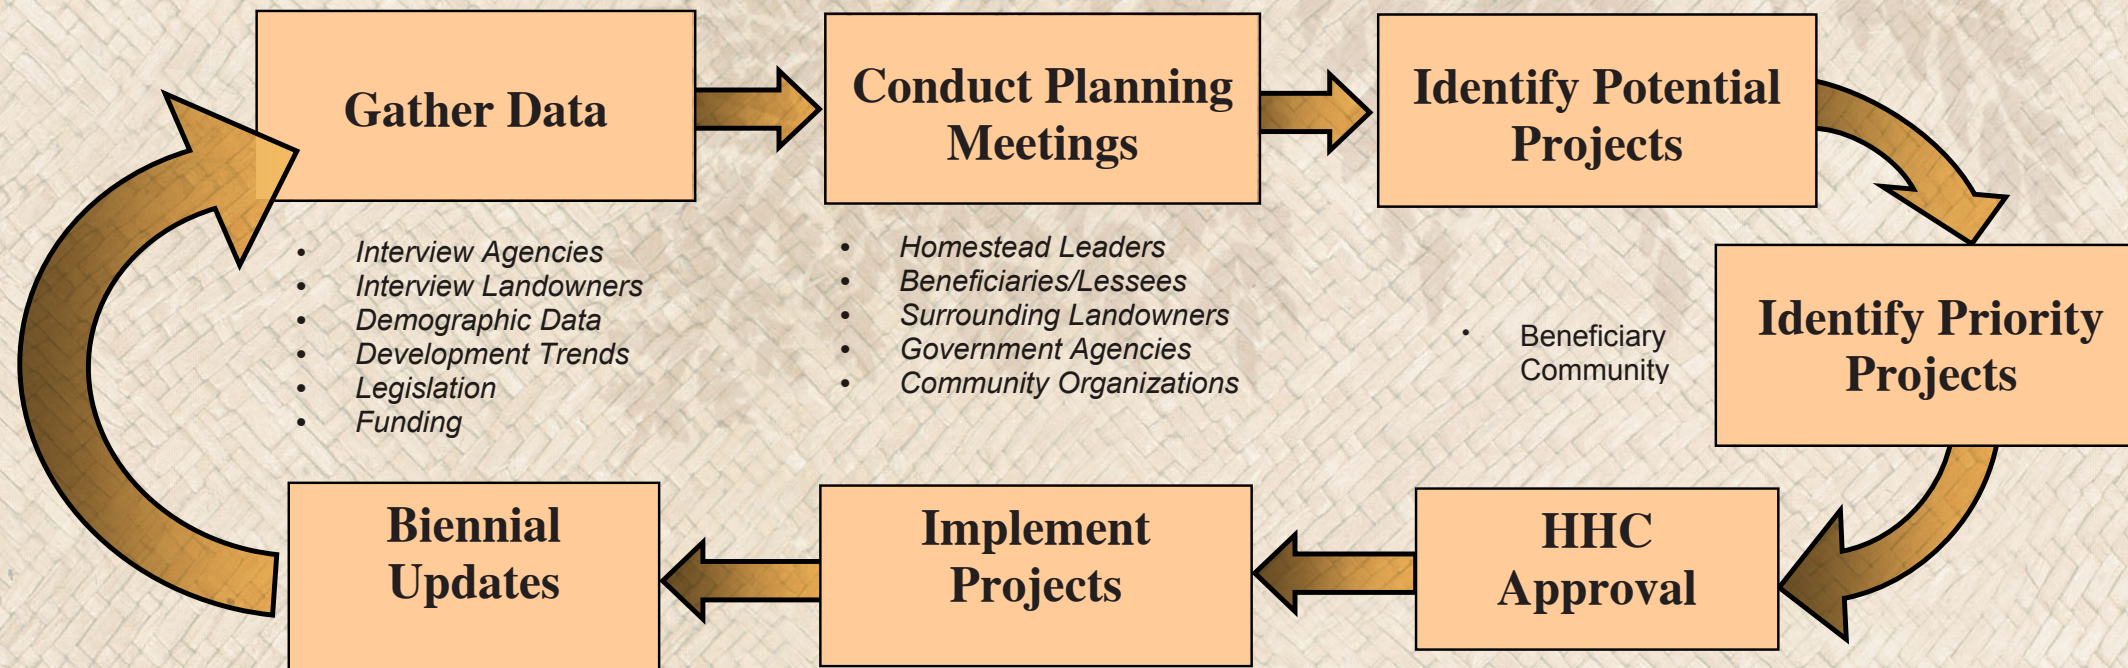 Gather Data
• Interview Agencies
• Interview Landowners
• Demographic Data
• Development Trends
• Legislation
• Funding
Conduct Planning
Meetings
• Homestead Leaders
• Beneficiaries/Lessees
• Surrounding Landowners
• Government Agencies
• Community Organizations
Identify Potential
Projects
• Beneficiary
Community
Identify Priority
Projects
HHC
Approval
Implement
Projects
Biennial
Updates